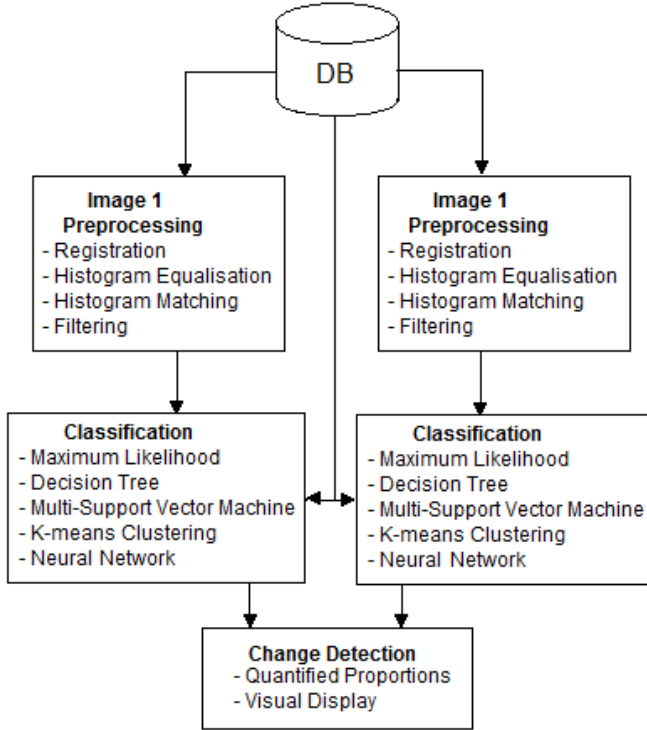 DB
Image 1
Preprocessing
- Registration
- Histogram Equalisation
- Histogram Matching
- Filtering
Image 1
Preprocessing
- Registration
- Histogram Equalisation
- Histogram Matching
- Filtering
Classification
- Maximum Likelihood
- Decision Tree
- Multi-Support Vector Machine
- K-means Clustering
- Neural Network
Classification
- Maximum Likelihood
- Decision Tree
- Multi-Support Vector Machine
- K-means Clustering
- Neural Network
Change Detection
- Quantified Proportions
- Visual Display